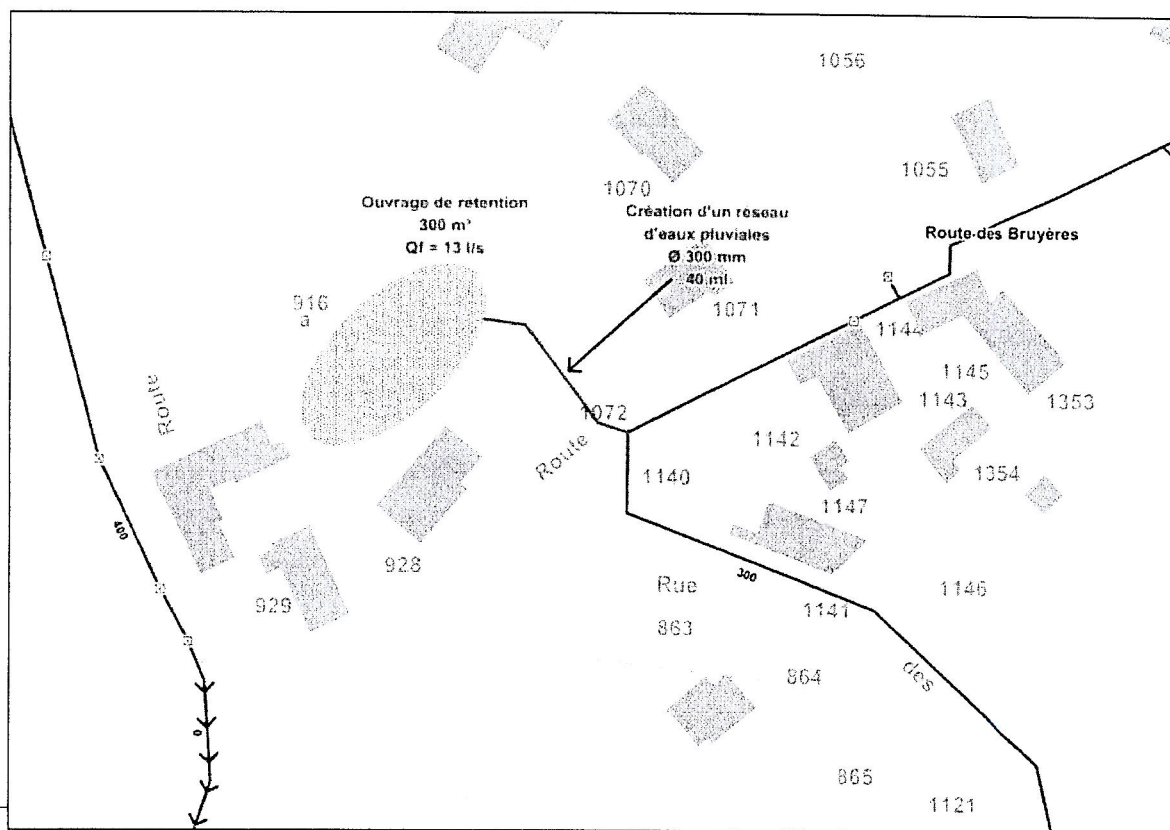 1056
1055
1070
Ouvrage de retention
300 m³
Qf = 13 l/s
Création d'un réseau
d'eaux pluviales
Ø 300 mm
40 ml
Route des Bruyères
916
a
1071
1144
1145
1143
1353
Route
1072
1142
Route
1140
1354
1147
400
928
300
Rue
1146
929
1141
863
864
des
0
865
1121